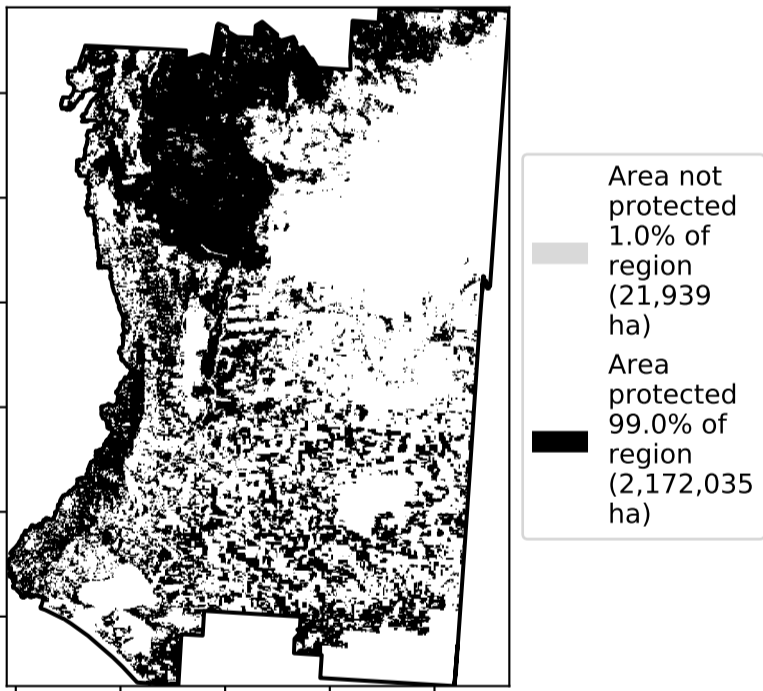 Area not
protected
1.0% of
region
(21,939
ha)
Area
protected
99.0% of
region
(2,172,035
ha)